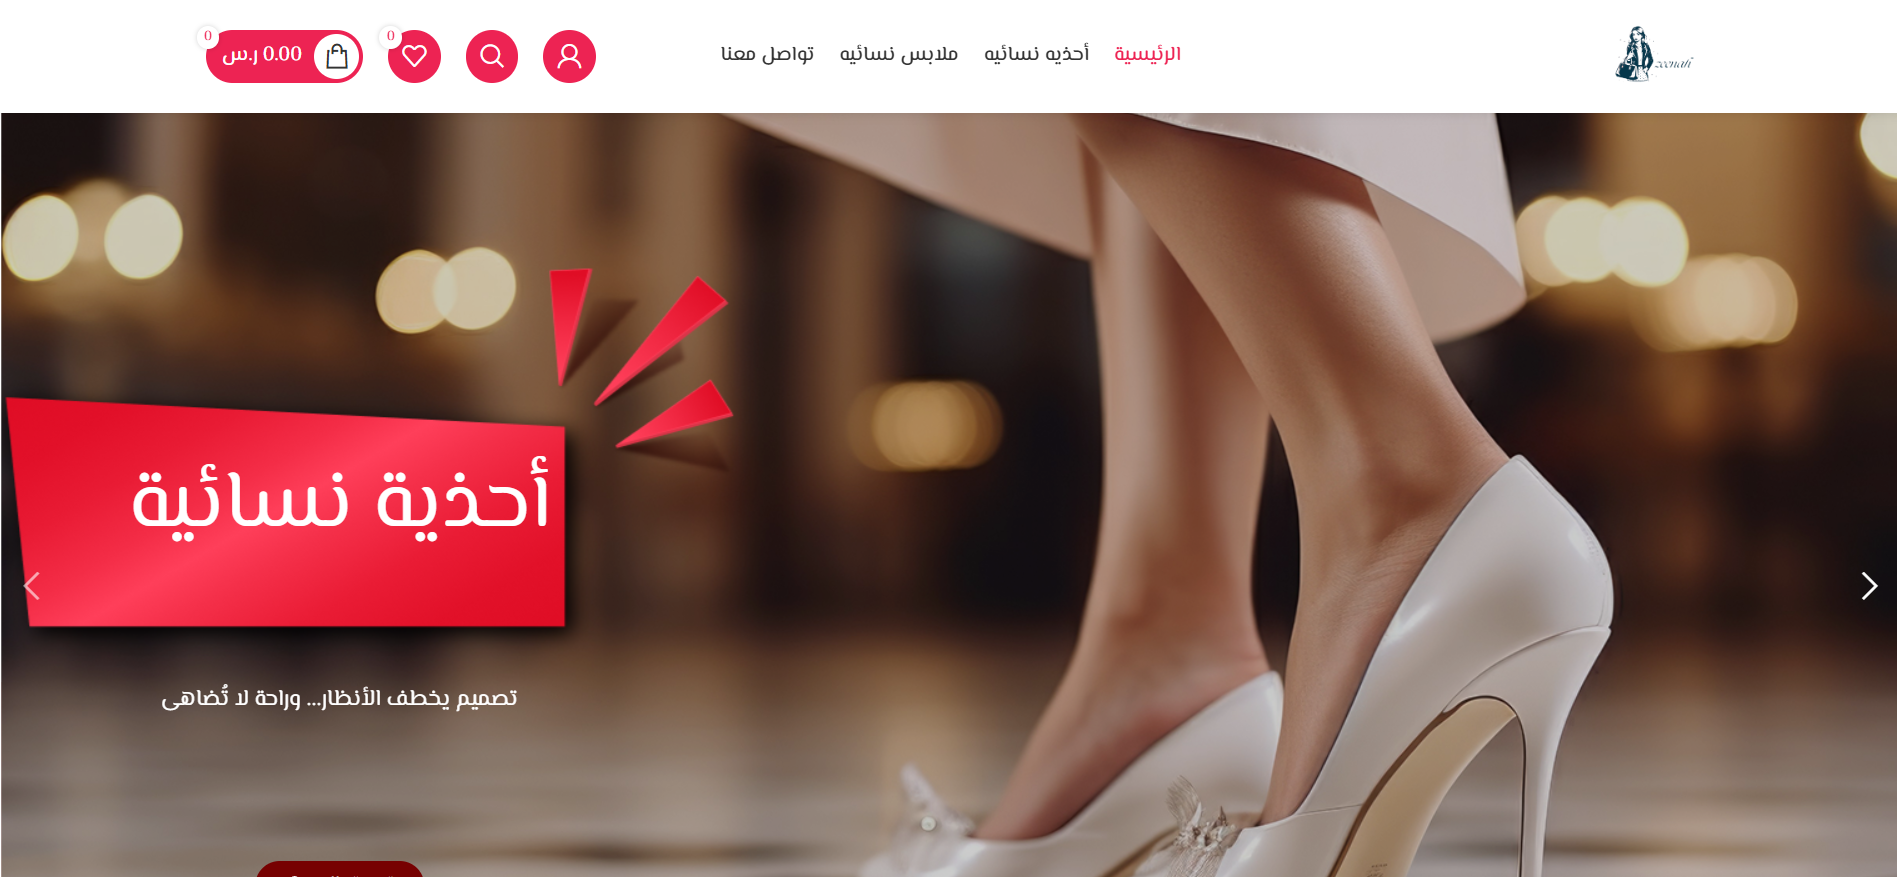 zeenah
الرئيسية
أحذيه نسائيه
ملابس نسائيه
تواصل معنا
0
0.00 ر.س
0
أحذية نسائية
تصميم يخطف الأنظار... وراحة لا تُضاهى